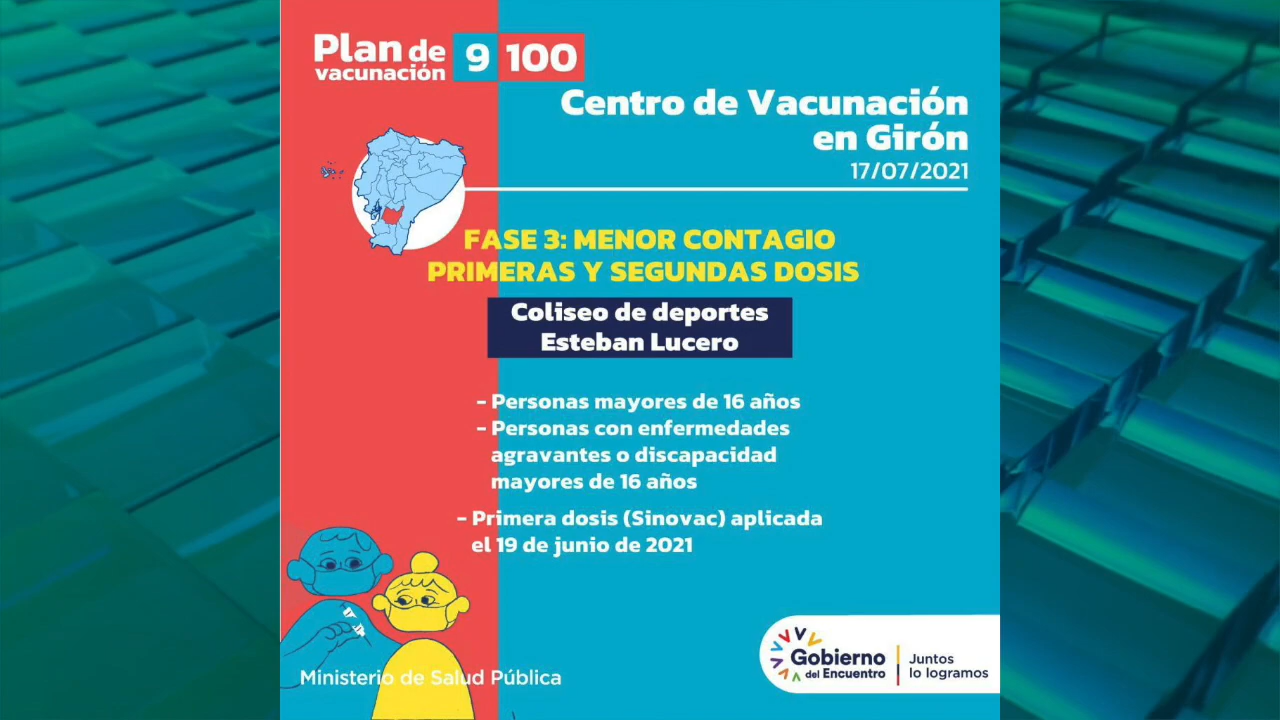 Plan de
vacunación
9 100
Centro de Vacunación
en Girón
17/07/2021
FASE 3: MENOR CONTAGIO
PRIMERAS Y SEGUNDAS DOSIS
Coliseo de deportes
Esteban Lucero
- Personas mayores de 16 años
- Personas con enfermedades
agravantes o discapacidad
mayores de 16 años
- Primera dosis (Sinovac) aplicada
el 19 de junio de 2021
Ministerio de Salud Pública
Gobierno
del Encuentro
Juntos
lo logramos